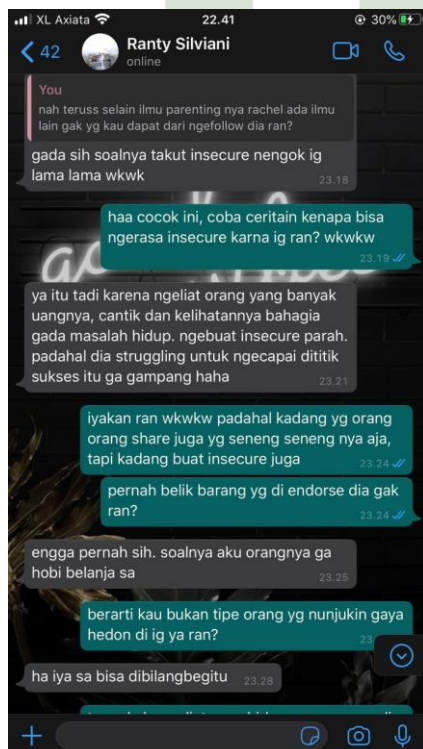 XL Axiata
22.41
30%
42
Ranty Silviani
online
You
nah teruss selain ilmu parenting nya rachel ada ilmu
lain gak yg kau dapat dari ngefollow dia ran?
gada sih soalnya takut insecure nengok ig
lama lama wkwk
23.18
haa cocok ini, coba ceritain kenapa bisa
ngerasa insecure karna ig ran? wkwkw
23.19
ya itu tadi karena ngeliat orang yang banyak
uangnya, cantik dan kelihatannya bahagia
gada masalah hidup. ngebuat insecure parah.
padahal dia struggling untuk ngecapai dititik
sukses itu ga gampang haha
23.21
iyakan ran wkwkw padahal kadang yg orang
orang share juga yg seneng seneng nya aja,
tapi kadang buat insecure juga
23.24
pernah belik barang yg di endorse dia gak
ran?
23.24
engga pernah sih. soalnya aku orangnya ga
hobi belanja sa
23.25
berarti kau bukan tipe orang yg nunjukin gaya
hedon di ig ya ran?
23
ha iya sa bisa dibilangbegitu
23.28